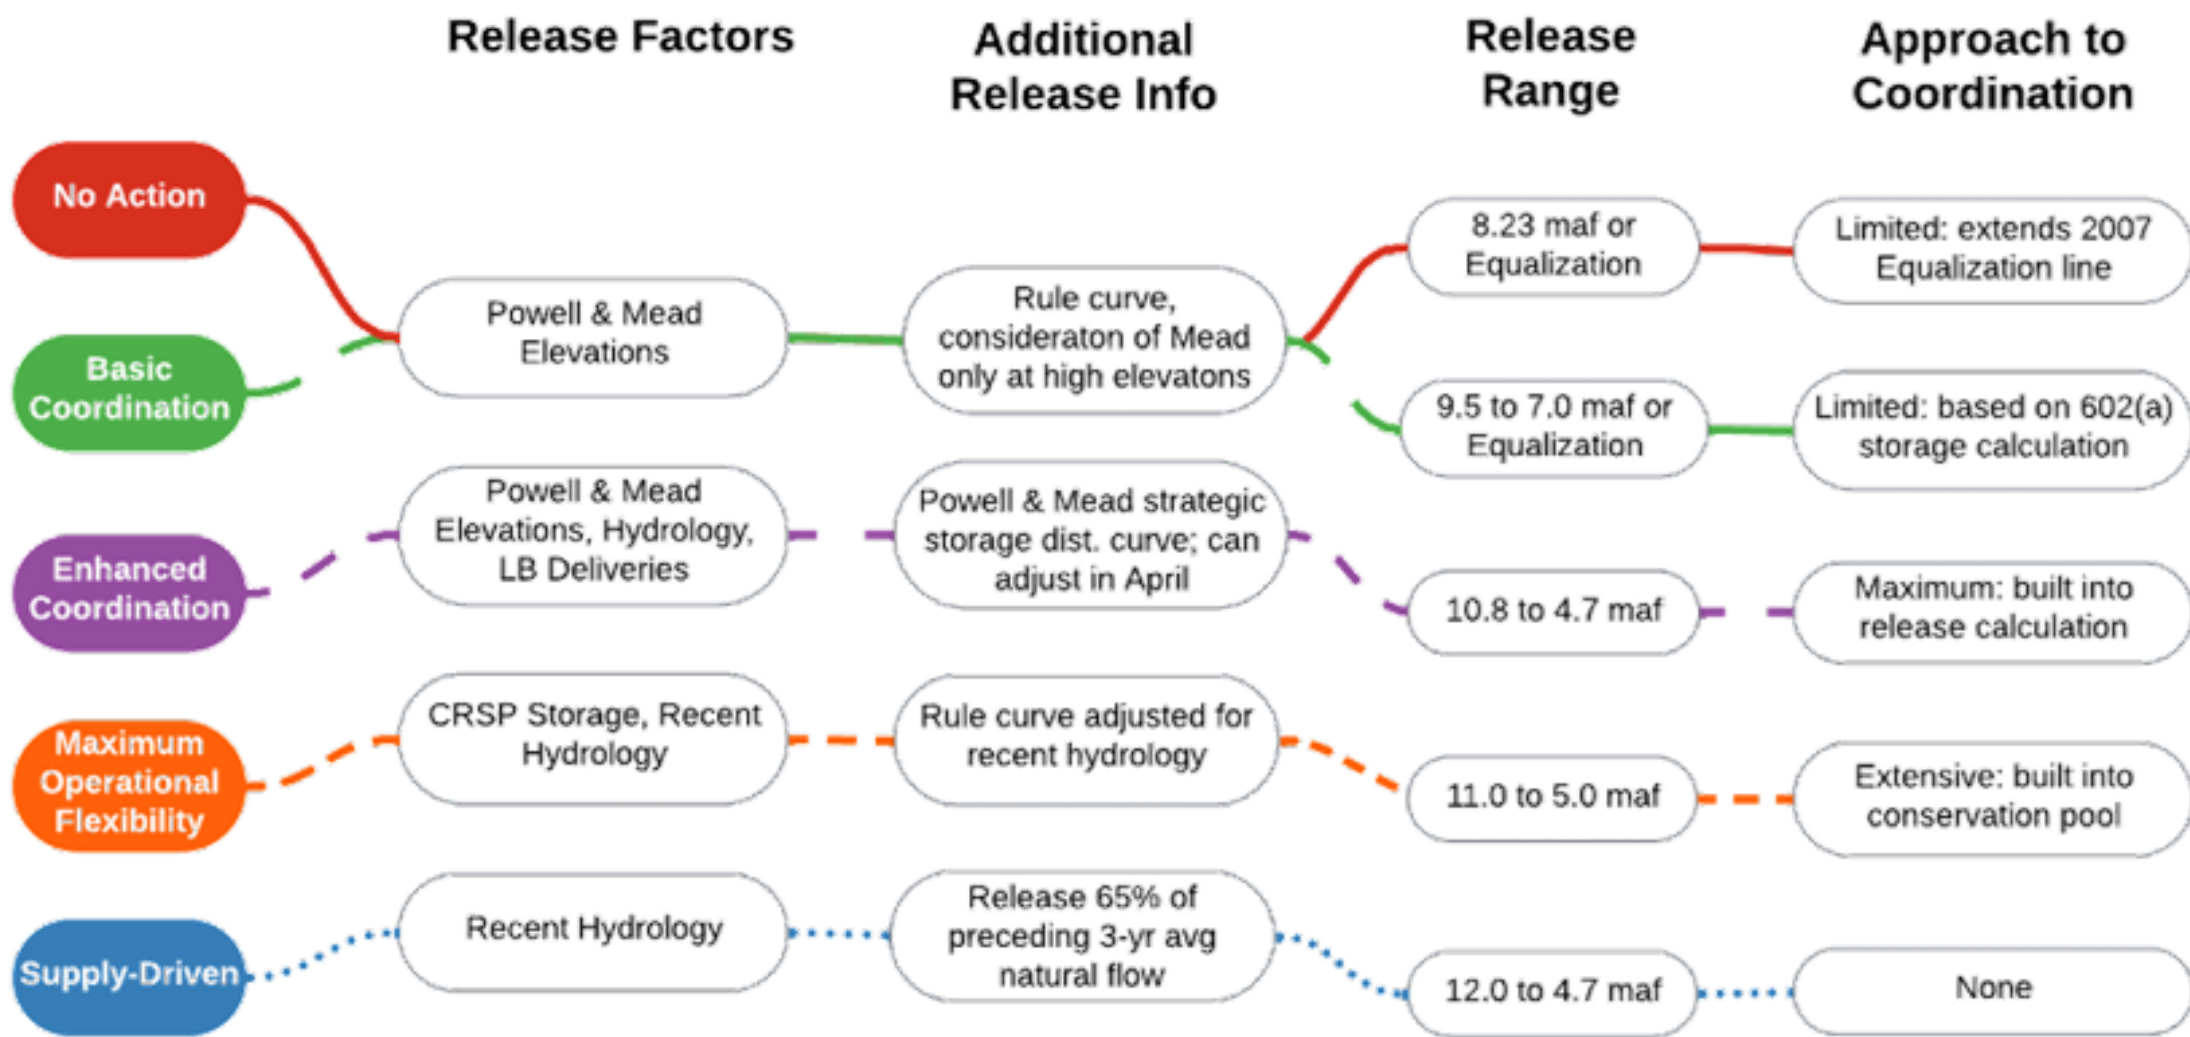 Release Factors
Additional
Release Info
Release
Range
Approach to
Coordination
No Action
Basic
Coordination
Enhanced
Coordination
Maximum
Operational
Flexibility
Supply-Driven
Powell & Mead
Elevations
Rule curve,
consideraton of Mead
only at high elevatons
8.23 maf or
Equalization
Limited: extends 2007
Equalization line
9.5 to 7.0 maf or
Equalization
Limited: based on 602(a)
storage calculation
Powell & Mead
Elevations, Hydrology,
LB Deliveries
Powell & Mead strategic
storage dist. curve; can
adjust in April
10.8 to 4.7 maf
Maximum: built into
release calculation
CRSP Storage, Recent
Hydrology
Rule curve adjusted for
recent hydrology
11.0 to 5.0 maf
Extensive: built into
conservation pool
Recent Hydrology
Release 65% of
preceding 3-yr avg
natural flow
12.0 to 4.7 maf
None